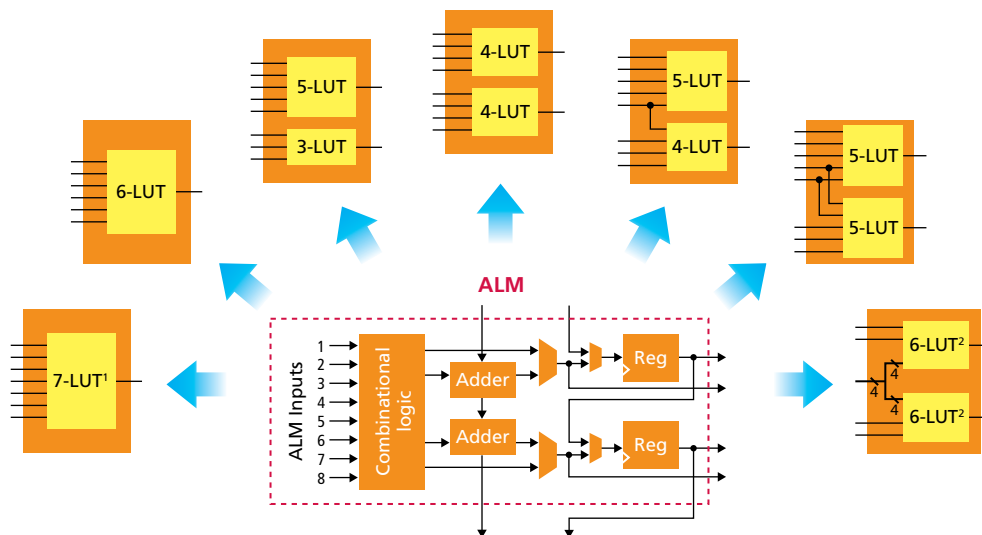 4-LUT
4-LUT
5-LUT
3-LUT
5-LUT
4-LUT
6-LUT
5-LUT
5-LUT
7-LUT¹
6-LUT²
6-LUT²
4
4
4
ALM
ALM Inputs
1
2
3
4
5
6
7
8
Combinational
logic
Adder
Adder
Reg
Reg